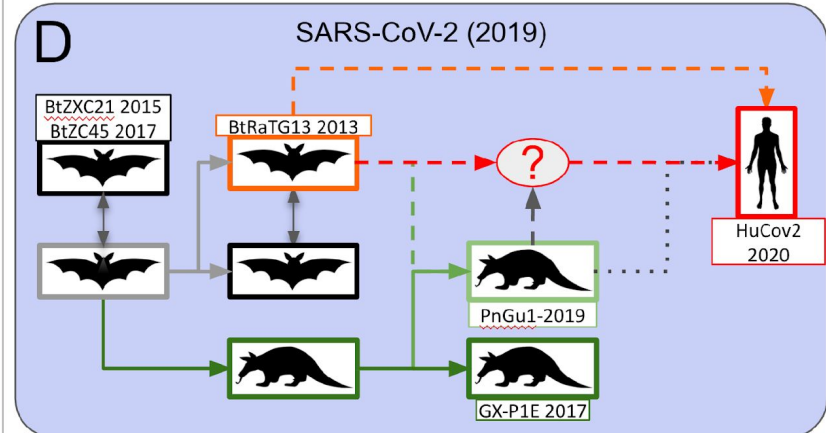 D
SARS-CoV-2 (2019)
BtZXC21 2015
BtZC45 2017
BtRaTG13 2013
?
HuCov2
2020
PnGu1-2019
GX-P1E 2017